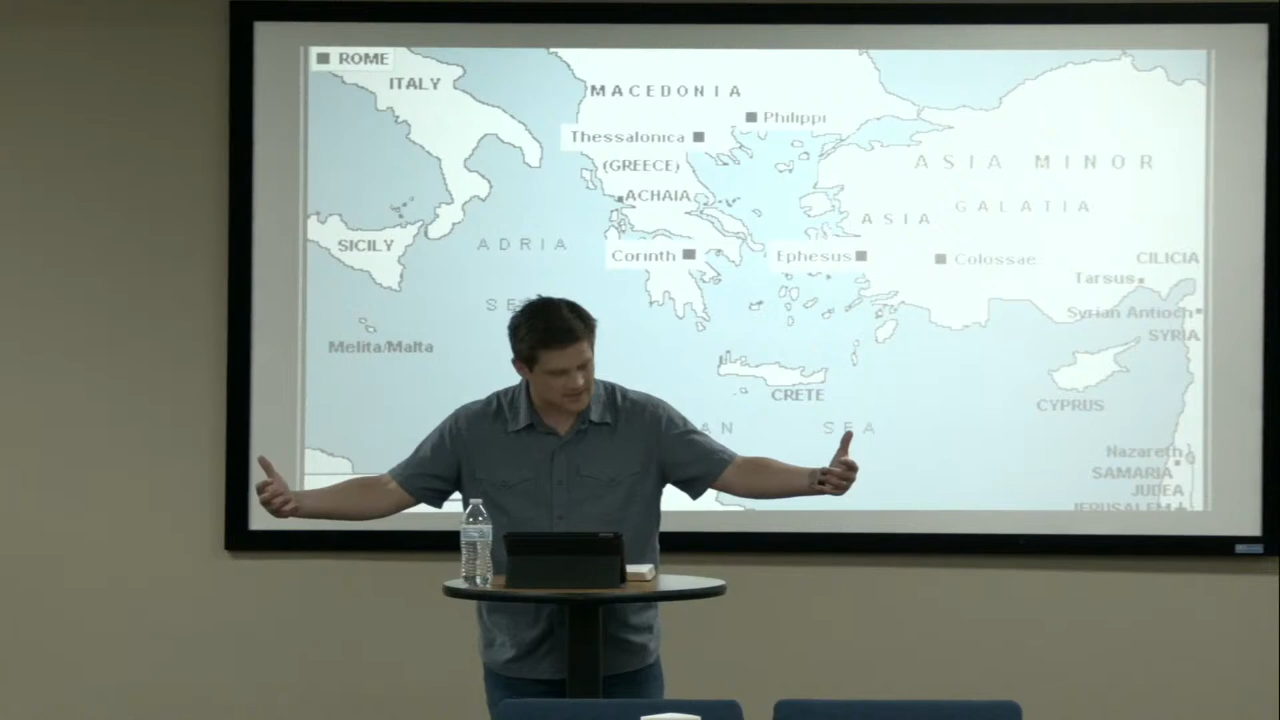 ROME
ITALY
MACEDONIA
Philippi
Thessalonica
(GREECE)
ASIA MINOR
ACHAIA
GALATIA
ASIA
SICILY
ADRIA
Corinth
Ephesus
Colossae
CILICIA
Tarsus
Syrian Antioch
SYRIA
Melita/Malta
CRETE
CYPRUS
SEA
Nazareth
SAMARIA
JUDEA
JERUSALEM